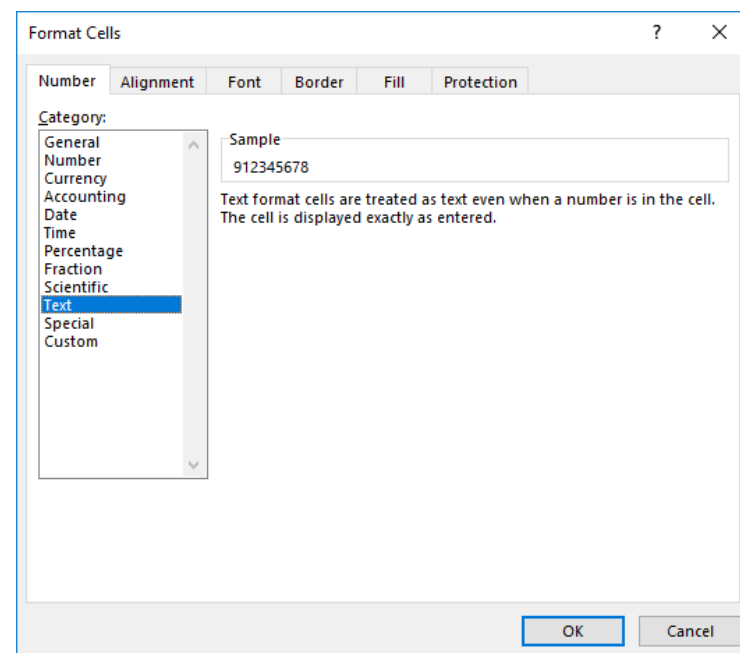 Format Cells
?
Number Alignment Font Border Fill Protection
Category:
General
Number
Currency
Accounting
Date
Time
Percentage
Fraction
Scientific
Text
Special
Custom
Sample
912345678
Text format cells are treated as text even when a number is in the cell.
The cell is displayed exactly as entered.
OK Cancel